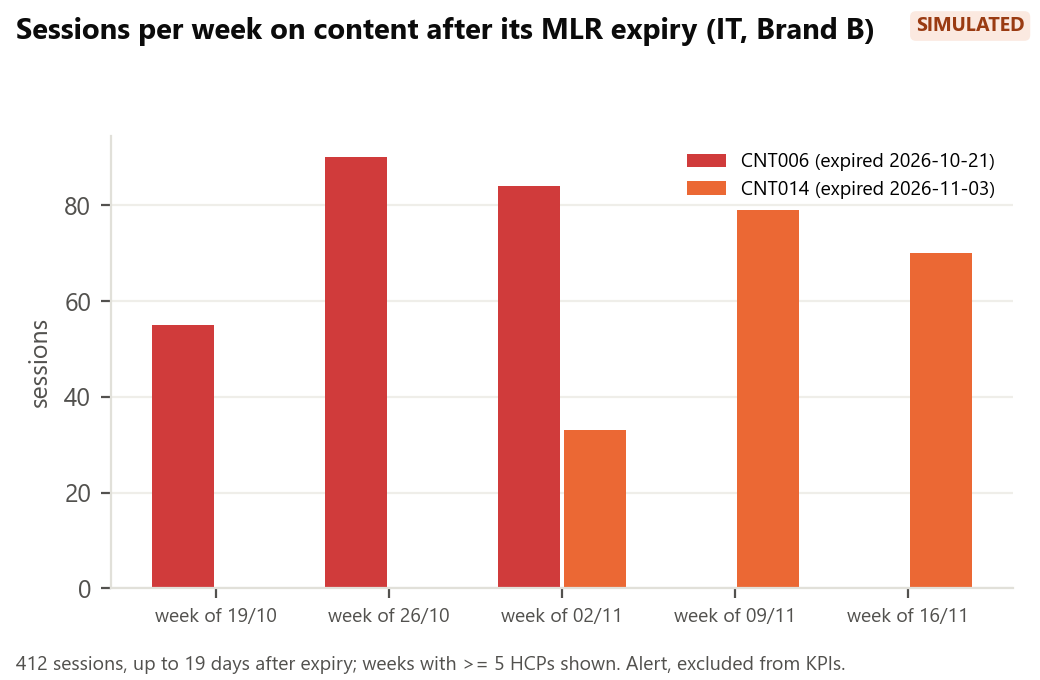 Sessions per week on content after its MLR expiry (IT, Brand B)
SIMULATED
CNT006 (expired 2026-10-21)
CNT014 (expired 2026-11-03)
sessions
80
60
40
20
0
week of 19/10
week of 26/10
week of 02/11
week of 09/11
week of 16/11
412 sessions, up to 19 days after expiry; weeks with >= 5 HCPs shown. Alert, excluded from KPIs.